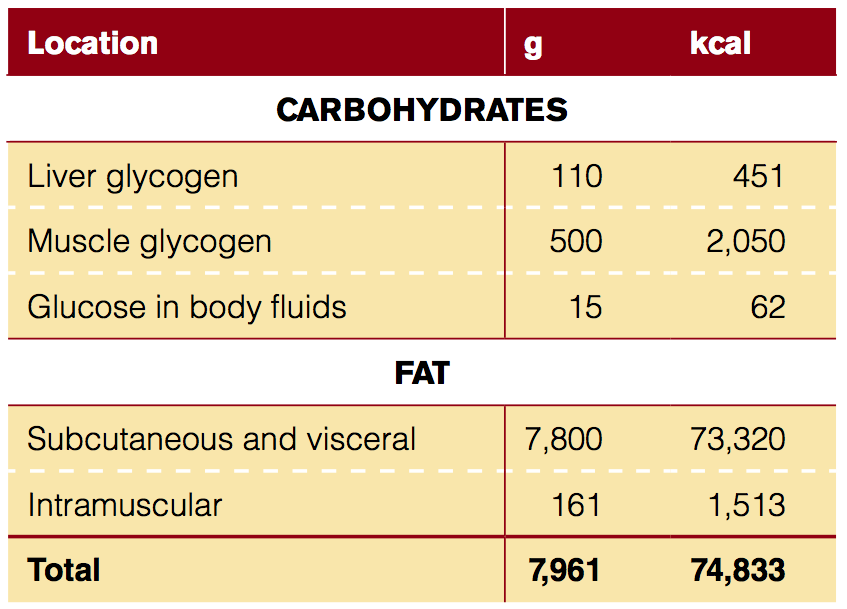 Location g kcal
CARBOHYDRATES
Liver glycogen 110 451
Muscle glycogen 500 2,050
Glucose in body fluids 15 62
FAT
Subcutaneous and visceral 7,800 73,320
Intramuscular 161 1,513
Total 7,961 74,833